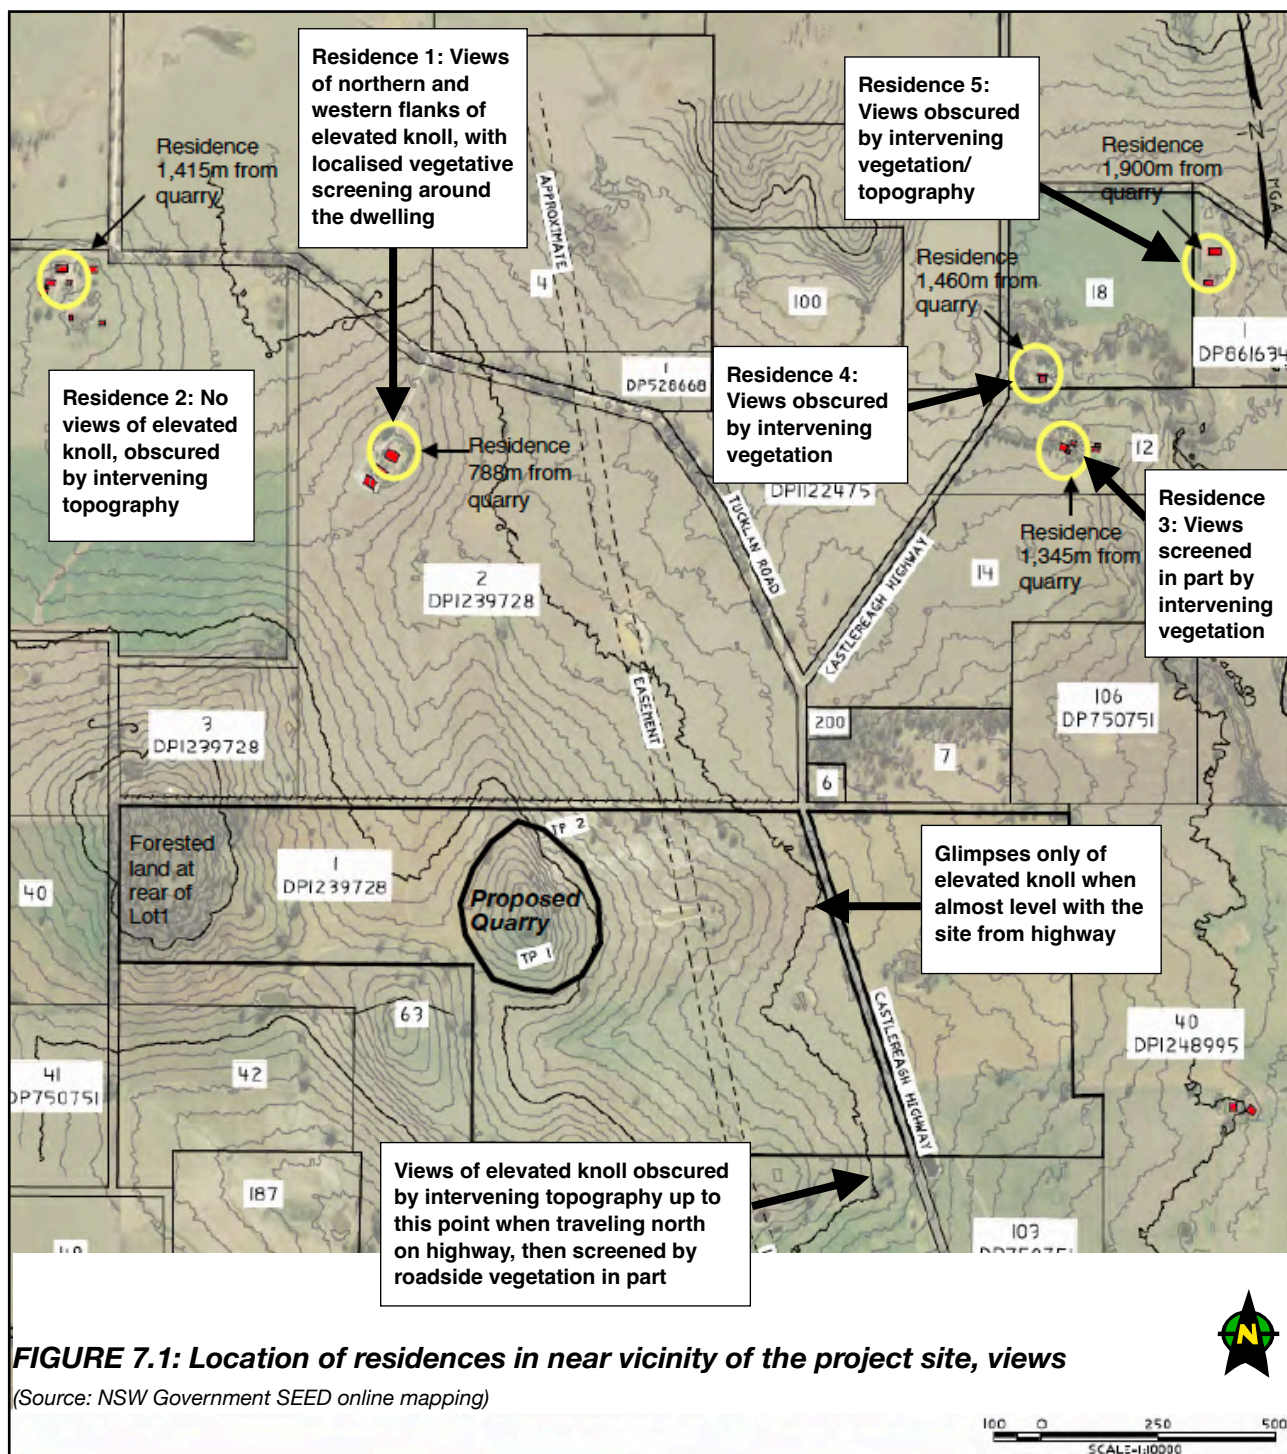 Residence 1: Views
of northern and
western flanks of
elevated knoll, with
localised vegetative
screening around
the dwelling
Residence 5:
Views obscured
by intervening
vegetation/
topography
Residence
1,415m from
quarry
Residence
1,900m from
quarry
N
MGA
APPROXIMATE
4
100
Residence
1,460m from
quarry
18
1
DP861634
1
DP528668
Residence 2: No
views of elevated
knoll, obscured
by intervening
topography
Residence 4:
Views obscured
by intervening
vegetation
Residence
788m from
quarry
DP1122475
12
Residence
3: Views
screened
in part by
intervening
vegetation
Residence
1,345m from
quarry
TUCKLAN ROAD
CASTLEREAGH HIGHWAY
14
2
DP1239728
EASEMENT
106
DP750751
200
7
6
3
DP1239728
TP 2
Forested
land at
rear of
Lot1
1
DP1239728
40
Proposed
Quarry
TP 1
Glimpses only of
elevated knoll when
almost level with the
site from highway
CASTLEREAGH HIGHWAY
63
40
DP1248995
41
DP750751
42
187
Views of elevated knoll obscured
by intervening topography up to
this point when traveling north
on highway, then screened by
roadside vegetation in part
103
N
FIGURE 7.1: Location of residences in near vicinity of the project site, views
(Source: NSW Government SEED online mapping)
100 0 250 500
SCALE=1:10000